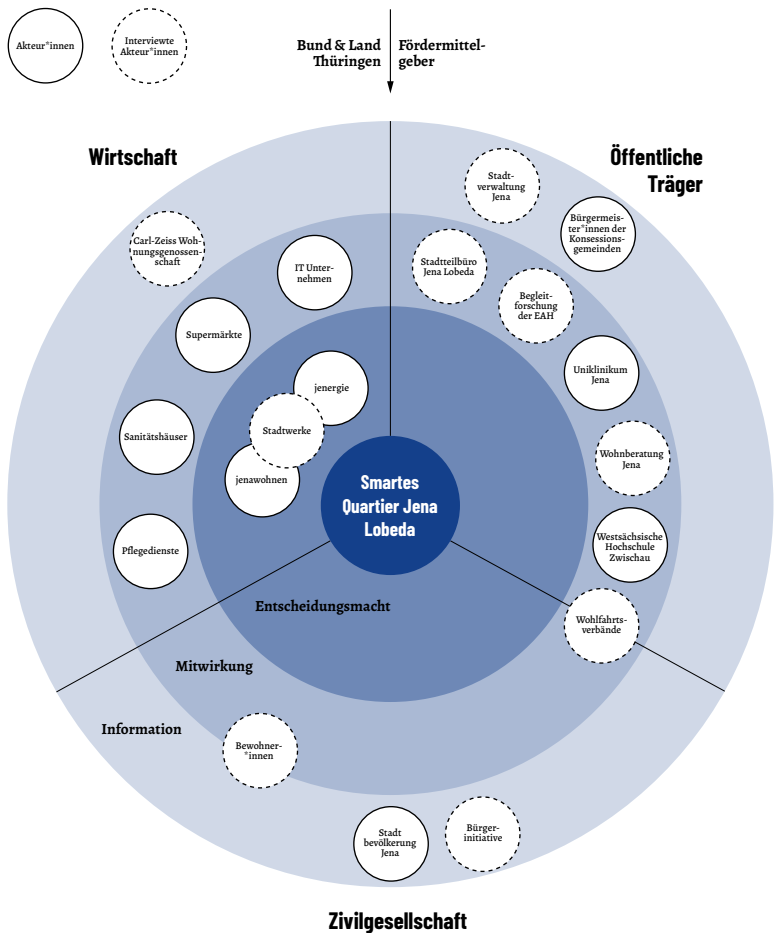 Akteur*innen
Interviewte
Akteur*innen
Bund & Land
Thüringen
Fördermittel-
geber
Wirtschaft
Öffentliche
Träger
Stadt-
verwaltung
Jena
Bürgermeis-
ter*innen der
Konsessions-
gemeinden
Carl-Zeiss Woh-
nungsgenossen-
schaft
IT Unter-
nehmen
Stadtteilbüro
Jena Lobeda
Begleit-
forschung
der EAH
Supermärkte
Uniklinikum
Jena
jenergie
Stadtwerke
jenawohnen
Sanitätshäuser
Wohnberatung
Jena
Smartes
Quartier Jena
Lobeda
Pflegedienste
Westsächsische
Hochschule
Zwischau
Entscheidungsmacht
Wohlfahrts-
verbände
Mitwirkung
Information
Bewohner-
*innen
Stadt
bevölkerung
Jena
Bürger-
initiative
Zivilgesellschaft